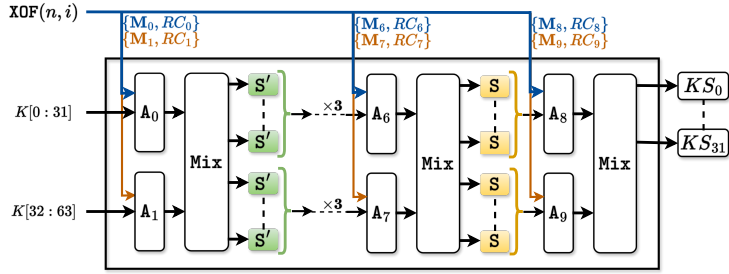 XOF(n, i)
{M₀, RC₀}
{M₁, RC₁}
{M₆, RC₆}
{M₇, RC₇}
{M₈, RC₈}
{M₉, RC₉}
K[0 : 31]
A₀
Mix
S′
S′
×3
A₆
Mix
S
S
A₈
Mix
KS₀
KS₃₁
K[32 : 63]
A₁
S′
S′
×3
A₇
S
S
A₉